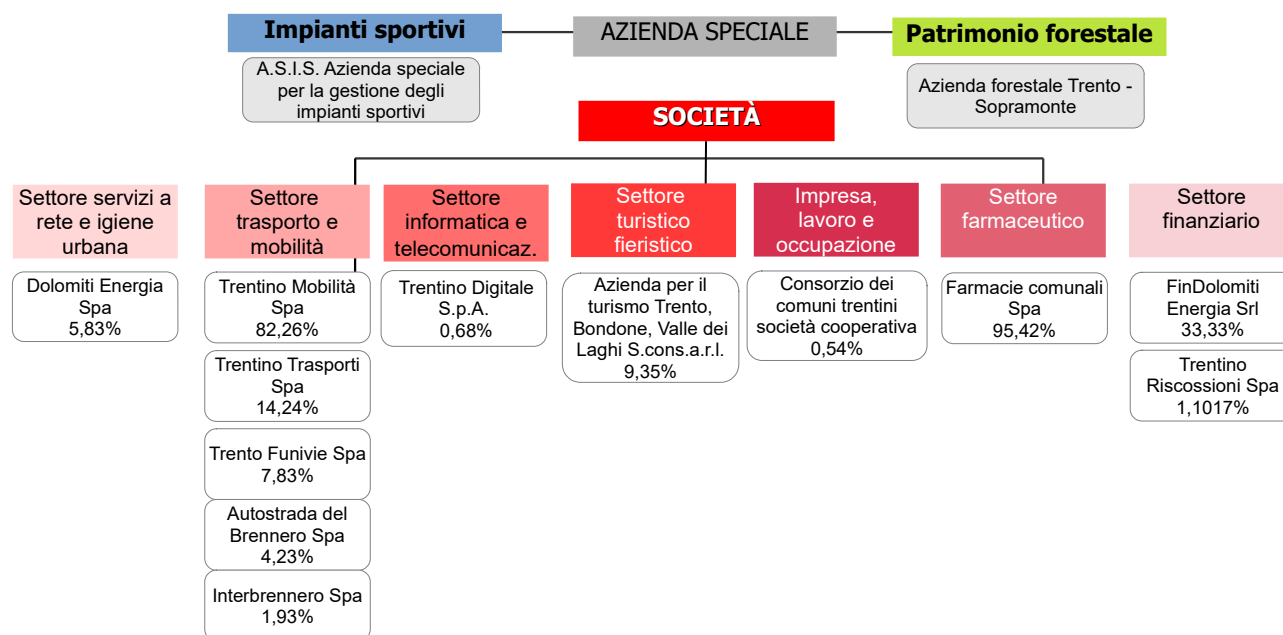 Impianti sportivi
AZIENDA SPECIALE
Patrimonio forestale
A.S.I.S. Azienda speciale
per la gestione degli
impianti sportivi
Azienda forestale Trento -
Sopramonte
SOCIETÀ
Settore servizi a
rete e igiene
urbana
Dolomiti Energia
Spa
5,83%
Settore
trasporto e
mobilità
Trentino Mobilità
Spa
82,26%
Trentino Trasporti
Spa
14,24%
Trento Funivie Spa
7,83%
Autostrada del
Brennero Spa
4,23%
Interbrennero Spa
1,93%
Settore
informatica e
telecomunicaz.
Trentino Digitale
S.p.A.
0,68%
Settore
turistico
fieristico
Azienda per il
turismo Trento,
Bondone, Valle dei
Laghi S.cons.a.r.l.
9,35%
Impresa,
lavoro e
occupazione
Consorzio dei
comuni trentini
società cooperativa
0,54%
Settore
farmaceutico
Farmacie comunali
Spa
95,42%
Settore
finanziario
FinDolomiti
Energia Srl
33,33%
Trentino
Riscossioni Spa
1,1017%